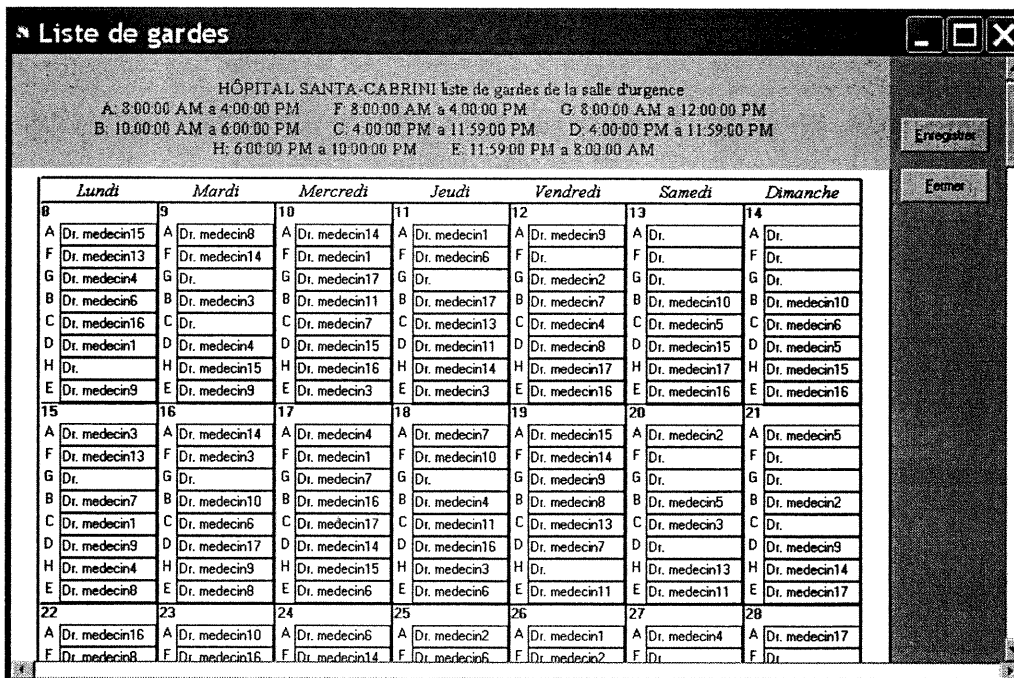 Liste de gardes
HÔPITAL SANTA-CABRINI liste de gardes de la salle d'urgence
A: 8:00:00 AM a 4:00:00 PM F: 8:00:00 AM a 4:00:00 PM G: 8:00:00 AM a 12:00:00 PM
B: 10:00:00 AM a 6:00:00 PM C: 4:00:00 PM a 11:59:00 PM D: 4:00:00 PM a 11:59:00 PM
H: 6:00:00 PM a 10:00:00 PM E: 11:59:00 PM a 8:00:00 AM
Enregistrer
Fermer
Lundi Mardi Mercredi Jeudi Vendredi Samedi Dimanche
8 9 10 11 12 13 14
A Dr. medecin15 A Dr. medecin8 A Dr. medecin14 A Dr. medecin1 A Dr. medecin9 A Dr. A Dr.
F Dr. medecin13 F Dr. medecin14 F Dr. medecin1 F Dr. medecin6 F Dr. F Dr. F Dr.
G Dr. medecin4 G Dr. G Dr. medecin17 G Dr. G Dr. medecin2 G Dr. G Dr.
B Dr. medecin6 B Dr. medecin3 B Dr. medecin11 B Dr. medecin17 B Dr. medecin7 B Dr. medecin10 B Dr. medecin10
C Dr. medecin16 C Dr. C Dr. medecin7 C Dr. medecin13 C Dr. medecin4 C Dr. medecin5 C Dr. medecin6
D Dr. medecin1 D Dr. medecin4 D Dr. medecin15 D Dr. medecin11 D Dr. medecin8 D Dr. medecin15 D Dr. medecin5
H Dr. H Dr. medecin15 H Dr. medecin16 H Dr. medecin14 H Dr. medecin17 H Dr. medecin17 H Dr. medecin15
E Dr. medecin9 E Dr. medecin9 E Dr. medecin3 E Dr. medecin3 E Dr. medecin16 E Dr. medecin16 E Dr. medecin16
15 16 17 18 19 20 21
A Dr. medecin3 A Dr. medecin14 A Dr. medecin4 A Dr. medecin7 A Dr. medecin15 A Dr. medecin2 A Dr. medecin5
F Dr. medecin13 F Dr. medecin3 F Dr. medecin1 F Dr. medecin10 F Dr. medecin14 F Dr. F Dr.
G Dr. G Dr. G Dr. medecin7 G Dr. G Dr. medecin9 G Dr. G Dr.
B Dr. medecin7 B Dr. medecin10 B Dr. medecin16 B Dr. medecin4 B Dr. medecin8 B Dr. medecin5 B Dr. medecin2
C Dr. medecin1 C Dr. medecin6 C Dr. medecin17 C Dr. medecin11 C Dr. medecin13 C Dr. medecin3 C Dr.
D Dr. medecin9 D Dr. medecin17 D Dr. medecin14 D Dr. medecin16 D Dr. medecin7 D Dr. D Dr. medecin9
H Dr. medecin4 H Dr. medecin9 H Dr. medecin15 H Dr. medecin3 H Dr. H Dr. medecin13 H Dr. medecin14
E Dr. medecin8 E Dr. medecin8 E Dr. medecin6 E Dr. medecin6 E Dr. medecin11 E Dr. medecin11 E Dr. medecin17
22 23 24 25 26 27 28
A Dr. medecin16 A Dr. medecin10 A Dr. medecin6 A Dr. medecin2 A Dr. medecin1 A Dr. medecin4 A Dr. medecin17
F Dr. medecin8 F Dr. medecin16 F Dr. medecin14 F Dr. medecin6 F Dr. medecin2 F Dr. F Dr.